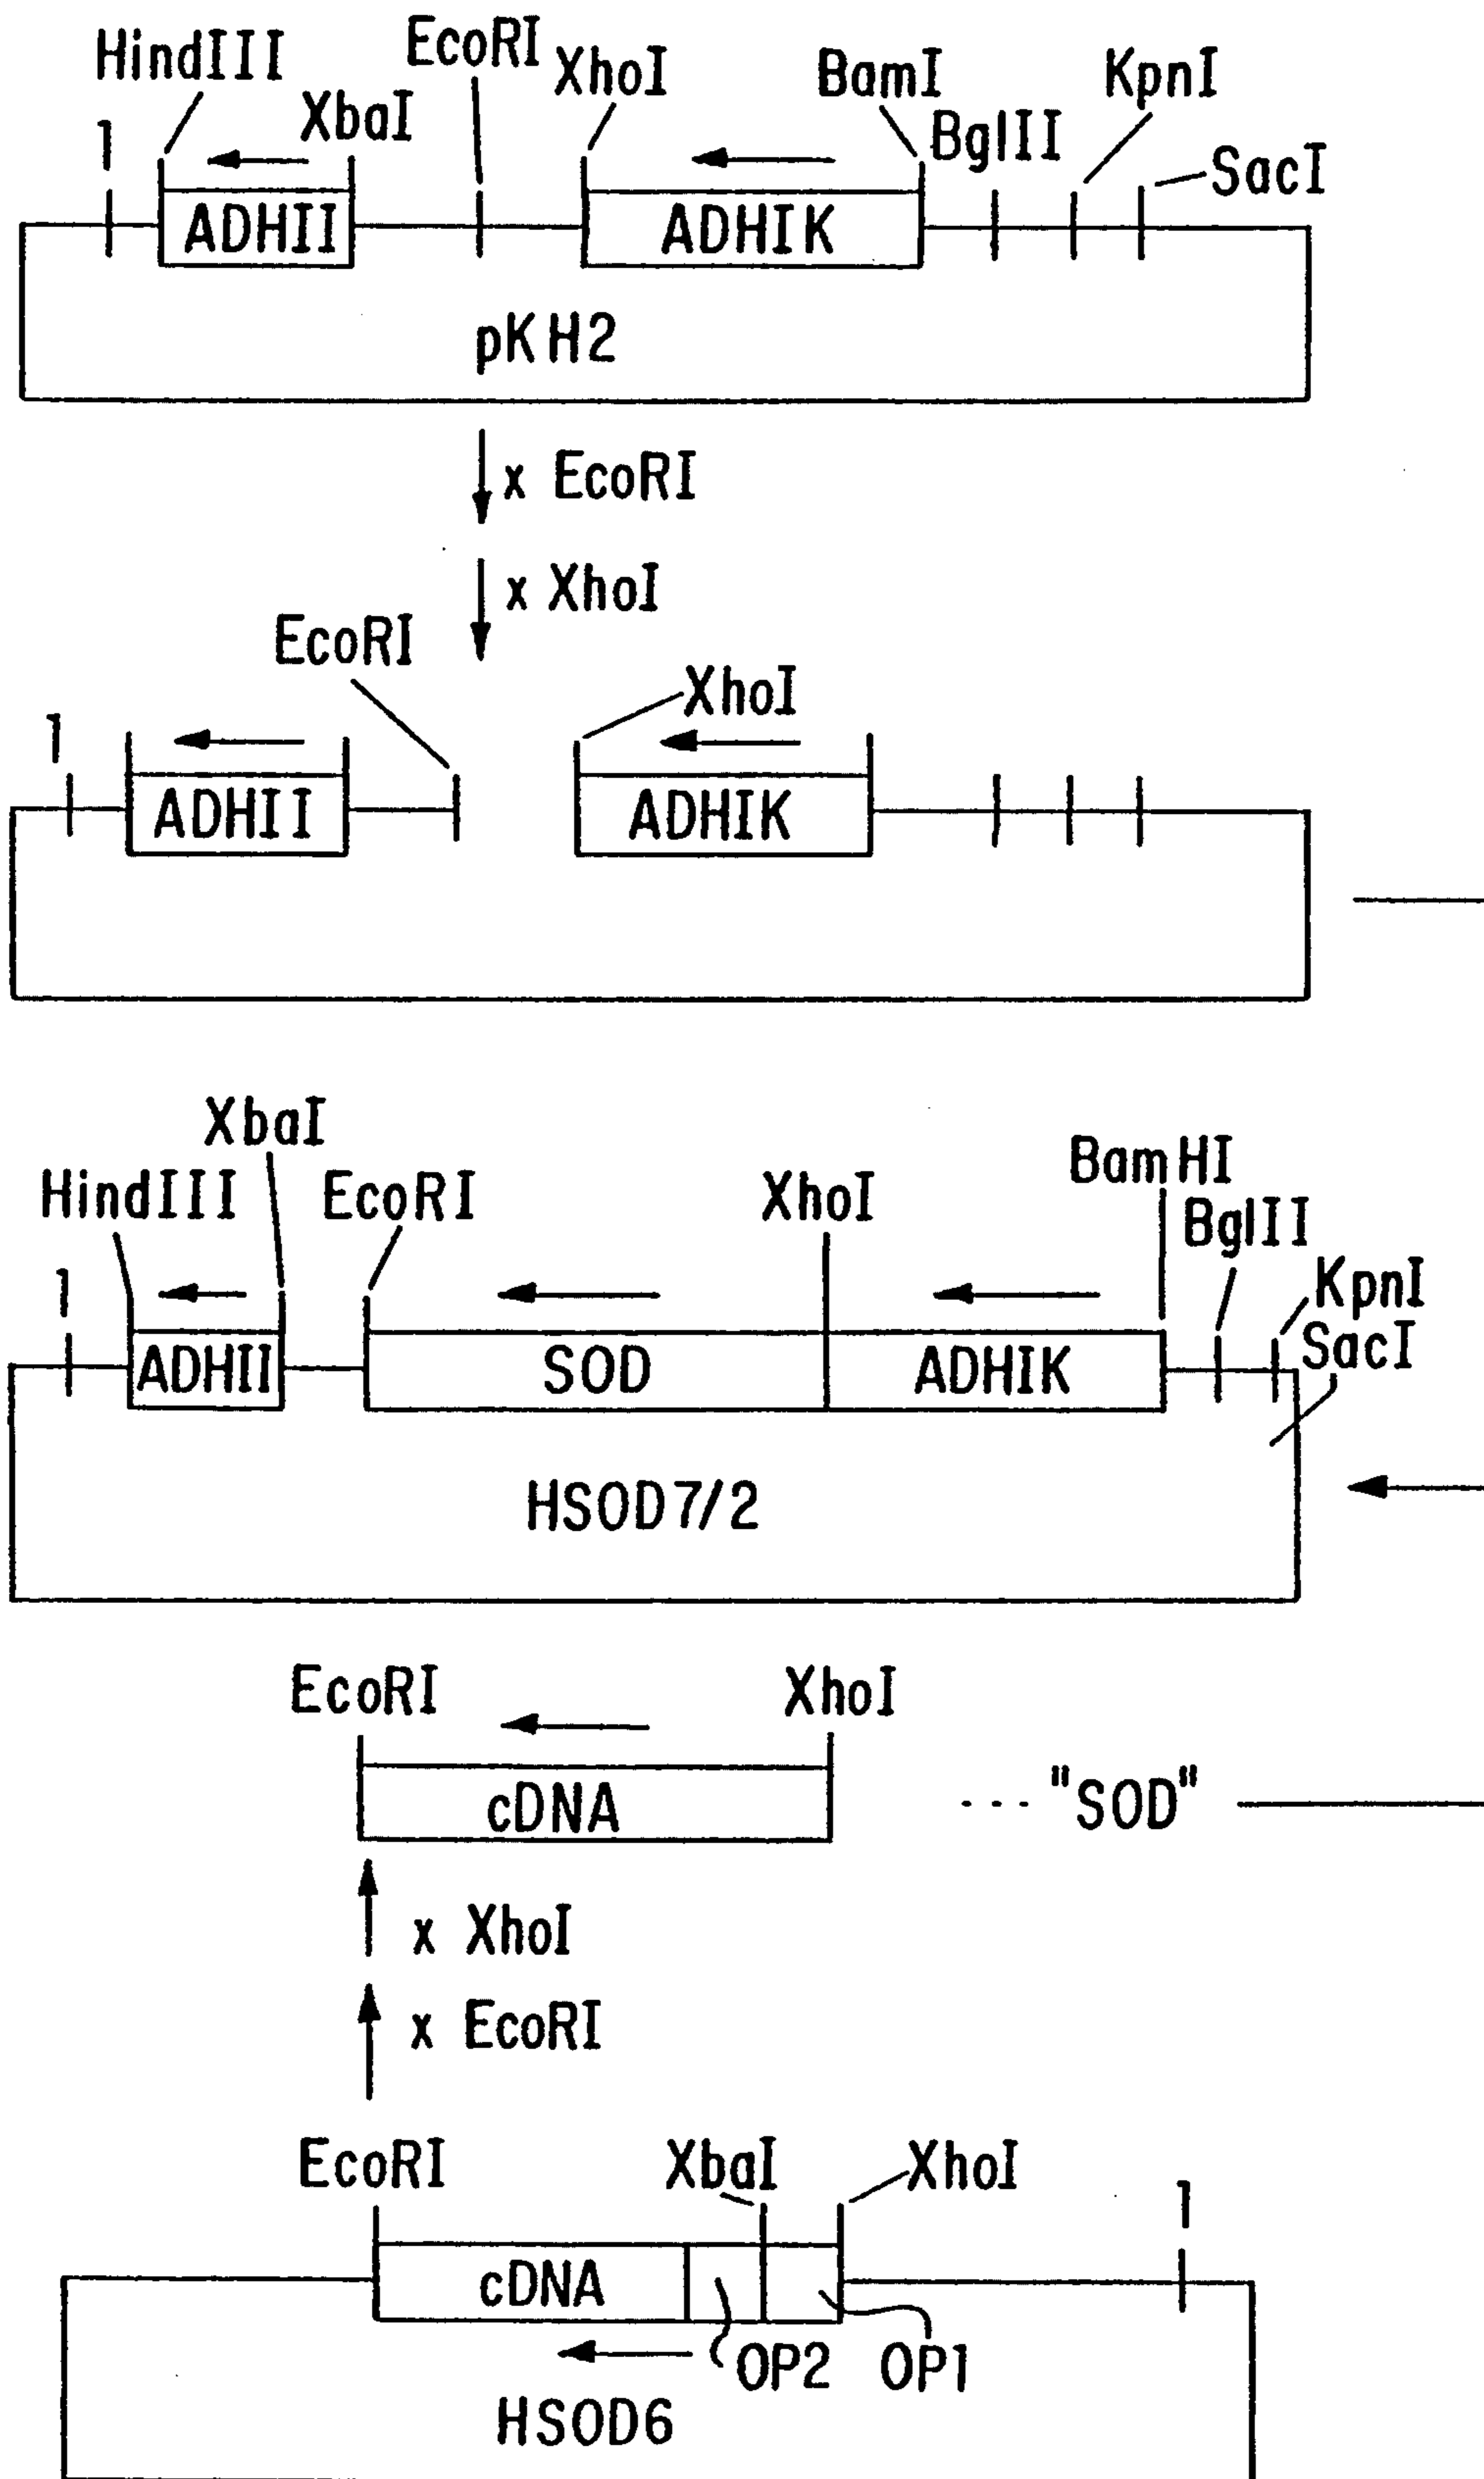 HindIII
EcoRI
XhoI
BamI
KpnI
1
XbaI
BglII
SacI
ADHII
ADHIK
pKH2
x EcoRI
x XhoI
EcoRI
XhoI
1
ADHII
ADHIK
XbaI
HindIII
EcoRI
XhoI
BamHI
BglII
1
KpnI
SacI
ADHII
SOD
ADHIK
HSOD7/2
EcoRI
XhoI
cDNA
... "SOD"
x XhoI
x EcoRI
EcoRI
XbaI
XhoI
1
cDNA
OP2
OP1
HSOD6